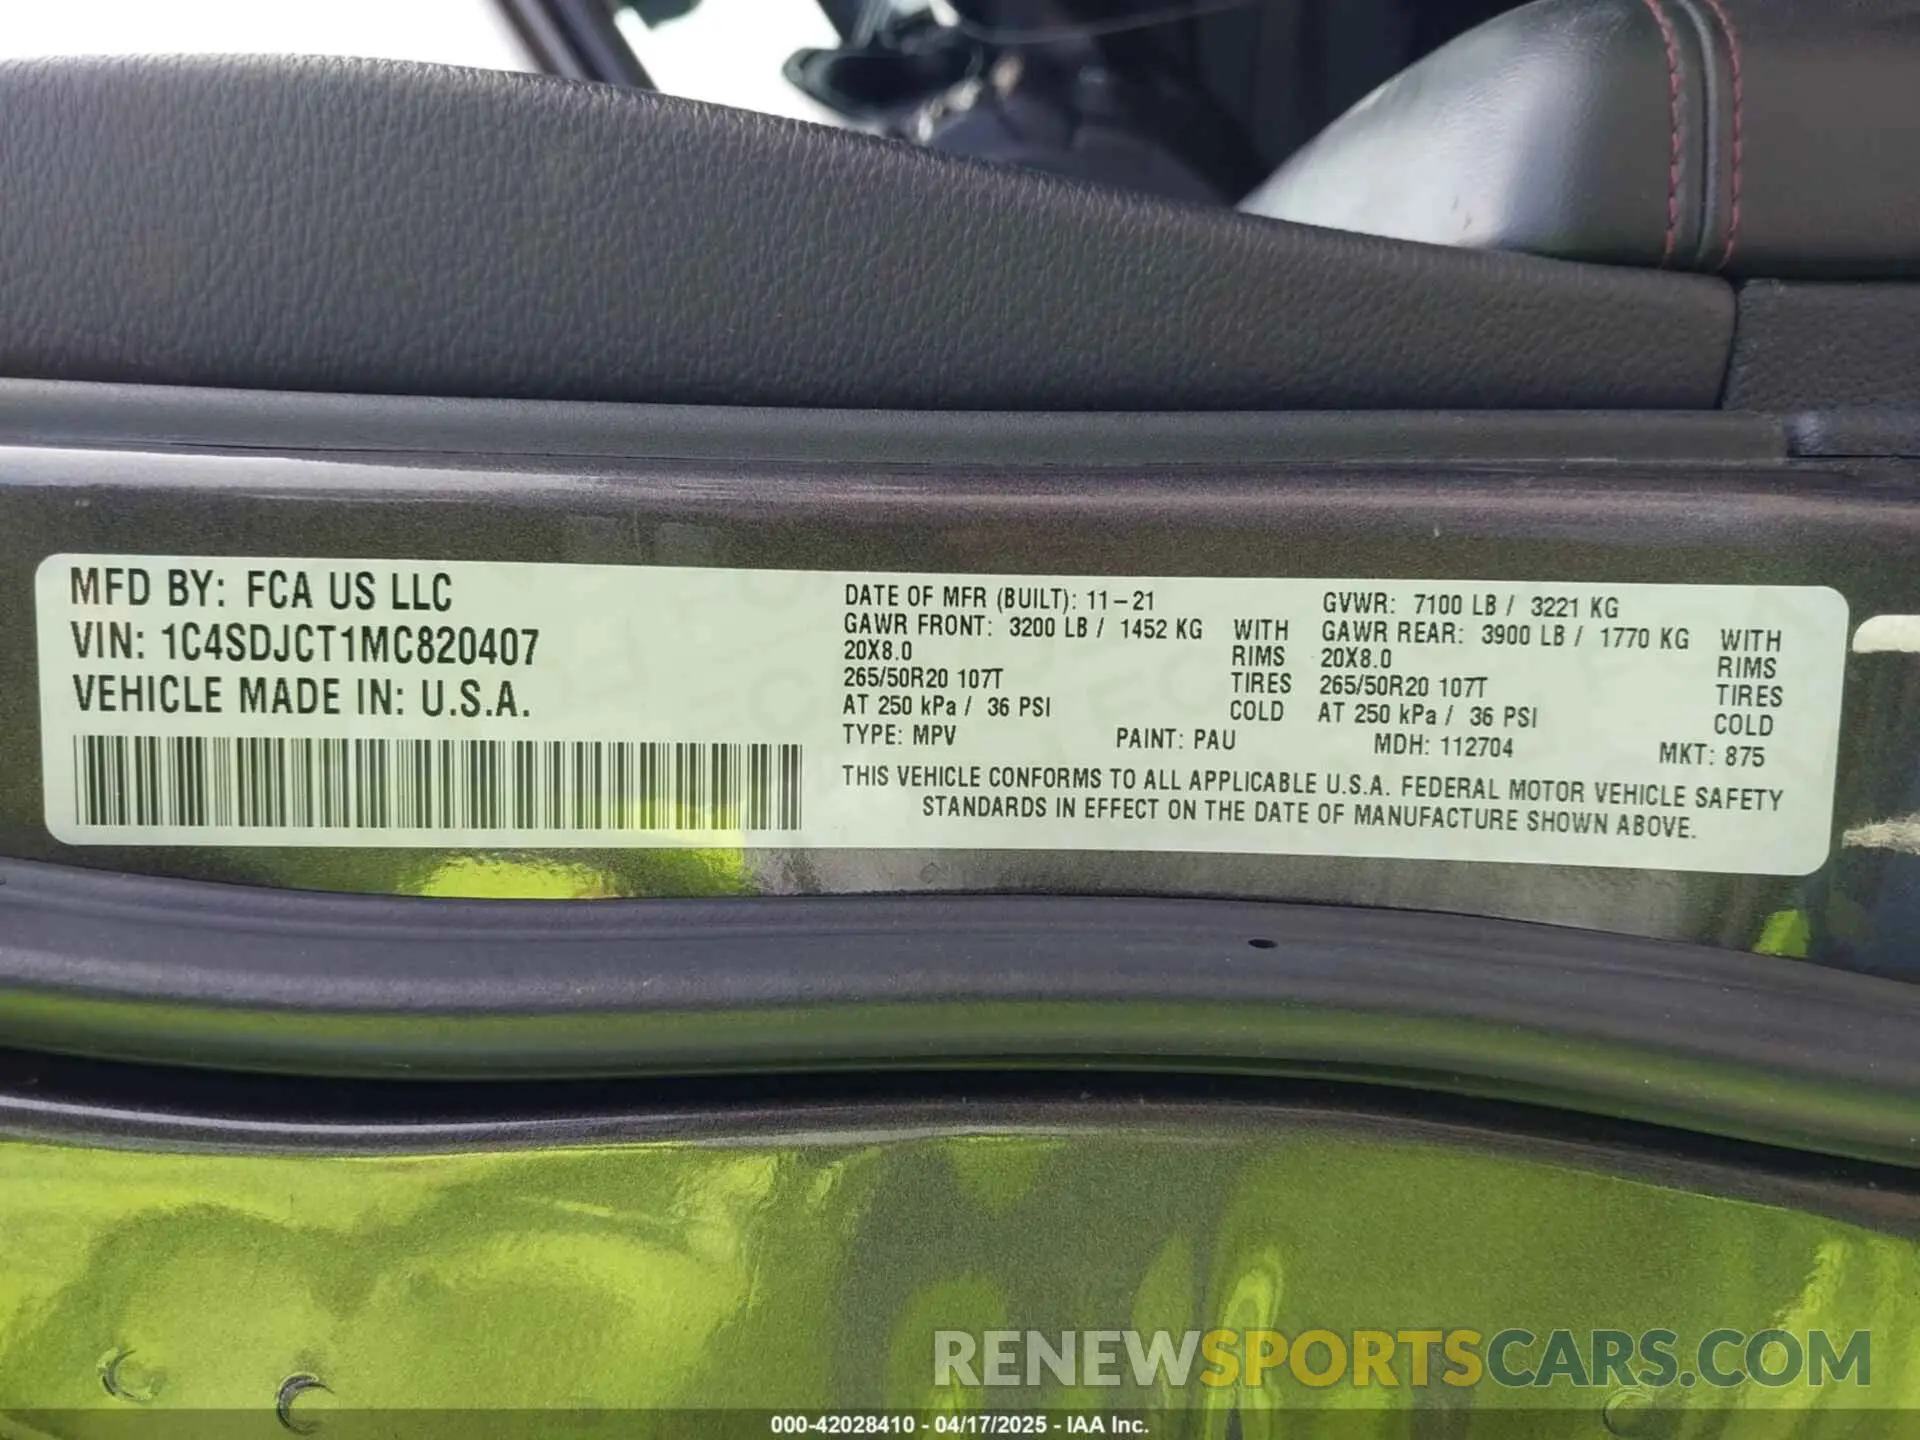 MFD BY: FCA US LLC
VIN: 1C4SDJCT1MC820407
VEHICLE MADE IN: U.S.A.
DATE OF MFR (BUILT): 11-21
GAWR FRONT: 3200 LB / 1452 KG WITH
20X8.0 RIMS
265/50R20 107T TIRES
AT 250 kPa / 36 PSI COLD
GVWR: 7100 LB / 3221 KG
GAWR REAR: 3900 LB / 1770 KG WITH
20X8.0 RIMS
265/50R20 107T TIRES
AT 250 kPa / 36 PSI COLD
TYPE: MPV PAINT: PAU MDH: 112704 MKT: 875
THIS VEHICLE CONFORMS TO ALL APPLICABLE U.S.A. FEDERAL MOTOR VEHICLE SAFETY
STANDARDS IN EFFECT ON THE DATE OF MANUFACTURE SHOWN ABOVE.
RENEWSPORTSCARS.COM
000-42028410 - 04/17/2025 - IAA Inc.